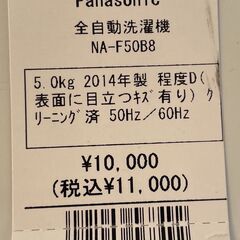 Panasonic
全自動洗濯機
NA-F50B8
5.0kg 2014年製 程度D(
表面に目立つｷｽﾞ有り) ｸ
ﾘｰﾆﾝｸﾞ済 50Hz／60Hz
¥10,000
(税込¥11,000)